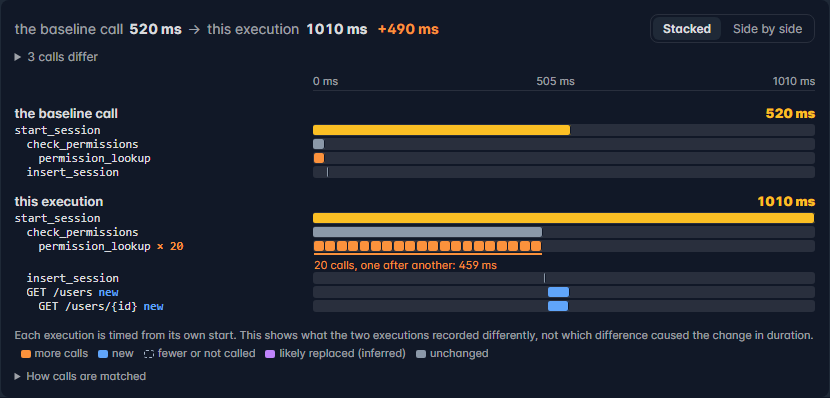 the baseline call 520 ms → this execution 1010 ms +490 ms
Stacked Side by side
▶ 3 calls differ
0 ms 505 ms 1010 ms
the baseline call 520 ms
start_session
check_permissions
permission_lookup
insert_session
this execution 1010 ms
start_session
check_permissions
permission_lookup × 20
20 calls, one after another: 459 ms
insert_session
GET /users new
GET /users/{id} new
Each execution is timed from its own start. This shows what the two executions recorded differently, not which difference caused the change in duration.
more calls new fewer or not called likely replaced (inferred) unchanged
▶ How calls are matched